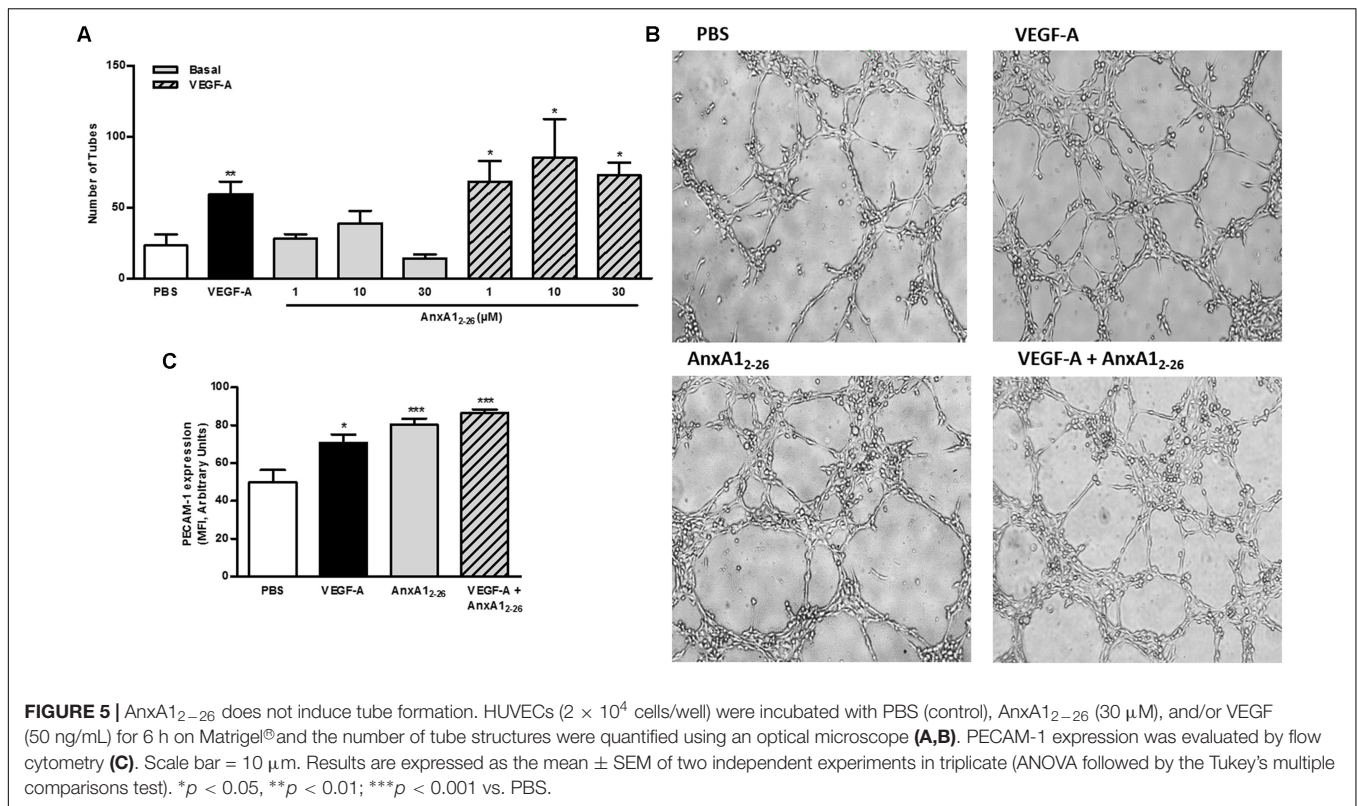 A
150
100
50
0
Number of Tubes
Basal
VEGF-A
**
*
*
*
PBS VEGF-A 1 10 30 1 10 30
AnxA1₂₋₂₆ (µM)
B
PBS VEGF-A
AnxA1₂₋₂₆ VEGF-A + AnxA1₂₋₂₆
C
100
80
60
40
20
0
PECAM-1 expression
(MFI, Arbitrary Units)
*
***
***
PBS VEGF-A AnxA1₂₋₂₆ VEGF-A +
AnxA1₂₋₂₆
FIGURE 5 | AnxA1₂₋₂₆ does not induce tube formation. HUVECs (2 × 10⁴ cells/well) were incubated with PBS (control), AnxA1₂₋₂₆ (30 µM), and/or VEGF
(50 ng/mL) for 6 h on Matrigel®and the number of tube structures were quantified using an optical microscope (A,B). PECAM-1 expression was evaluated by flow
cytometry (C). Scale bar = 10 µm. Results are expressed as the mean ± SEM of two independent experiments in triplicate (ANOVA followed by the Tukey's multiple
comparisons test). *p < 0.05, **p < 0.01; ***p < 0.001 vs. PBS.